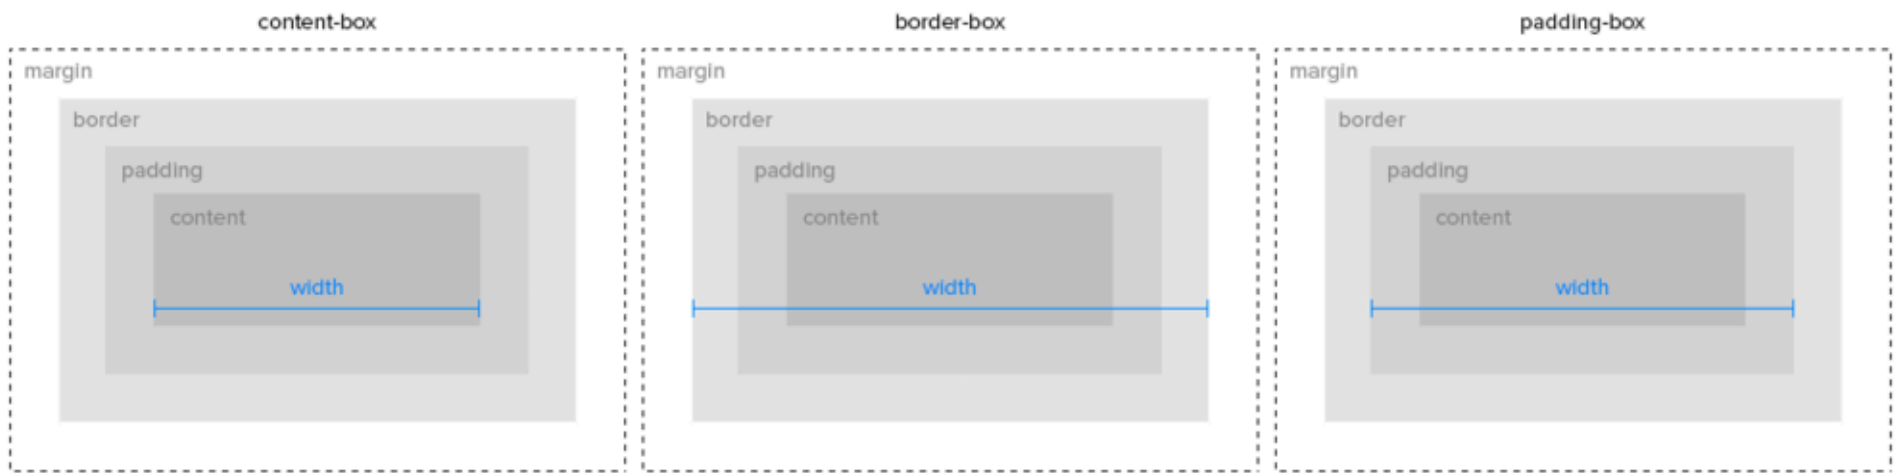 content-box
margin
border
padding
content
width
border-box
margin
border
padding
content
width
padding-box
margin
border
padding
content
width